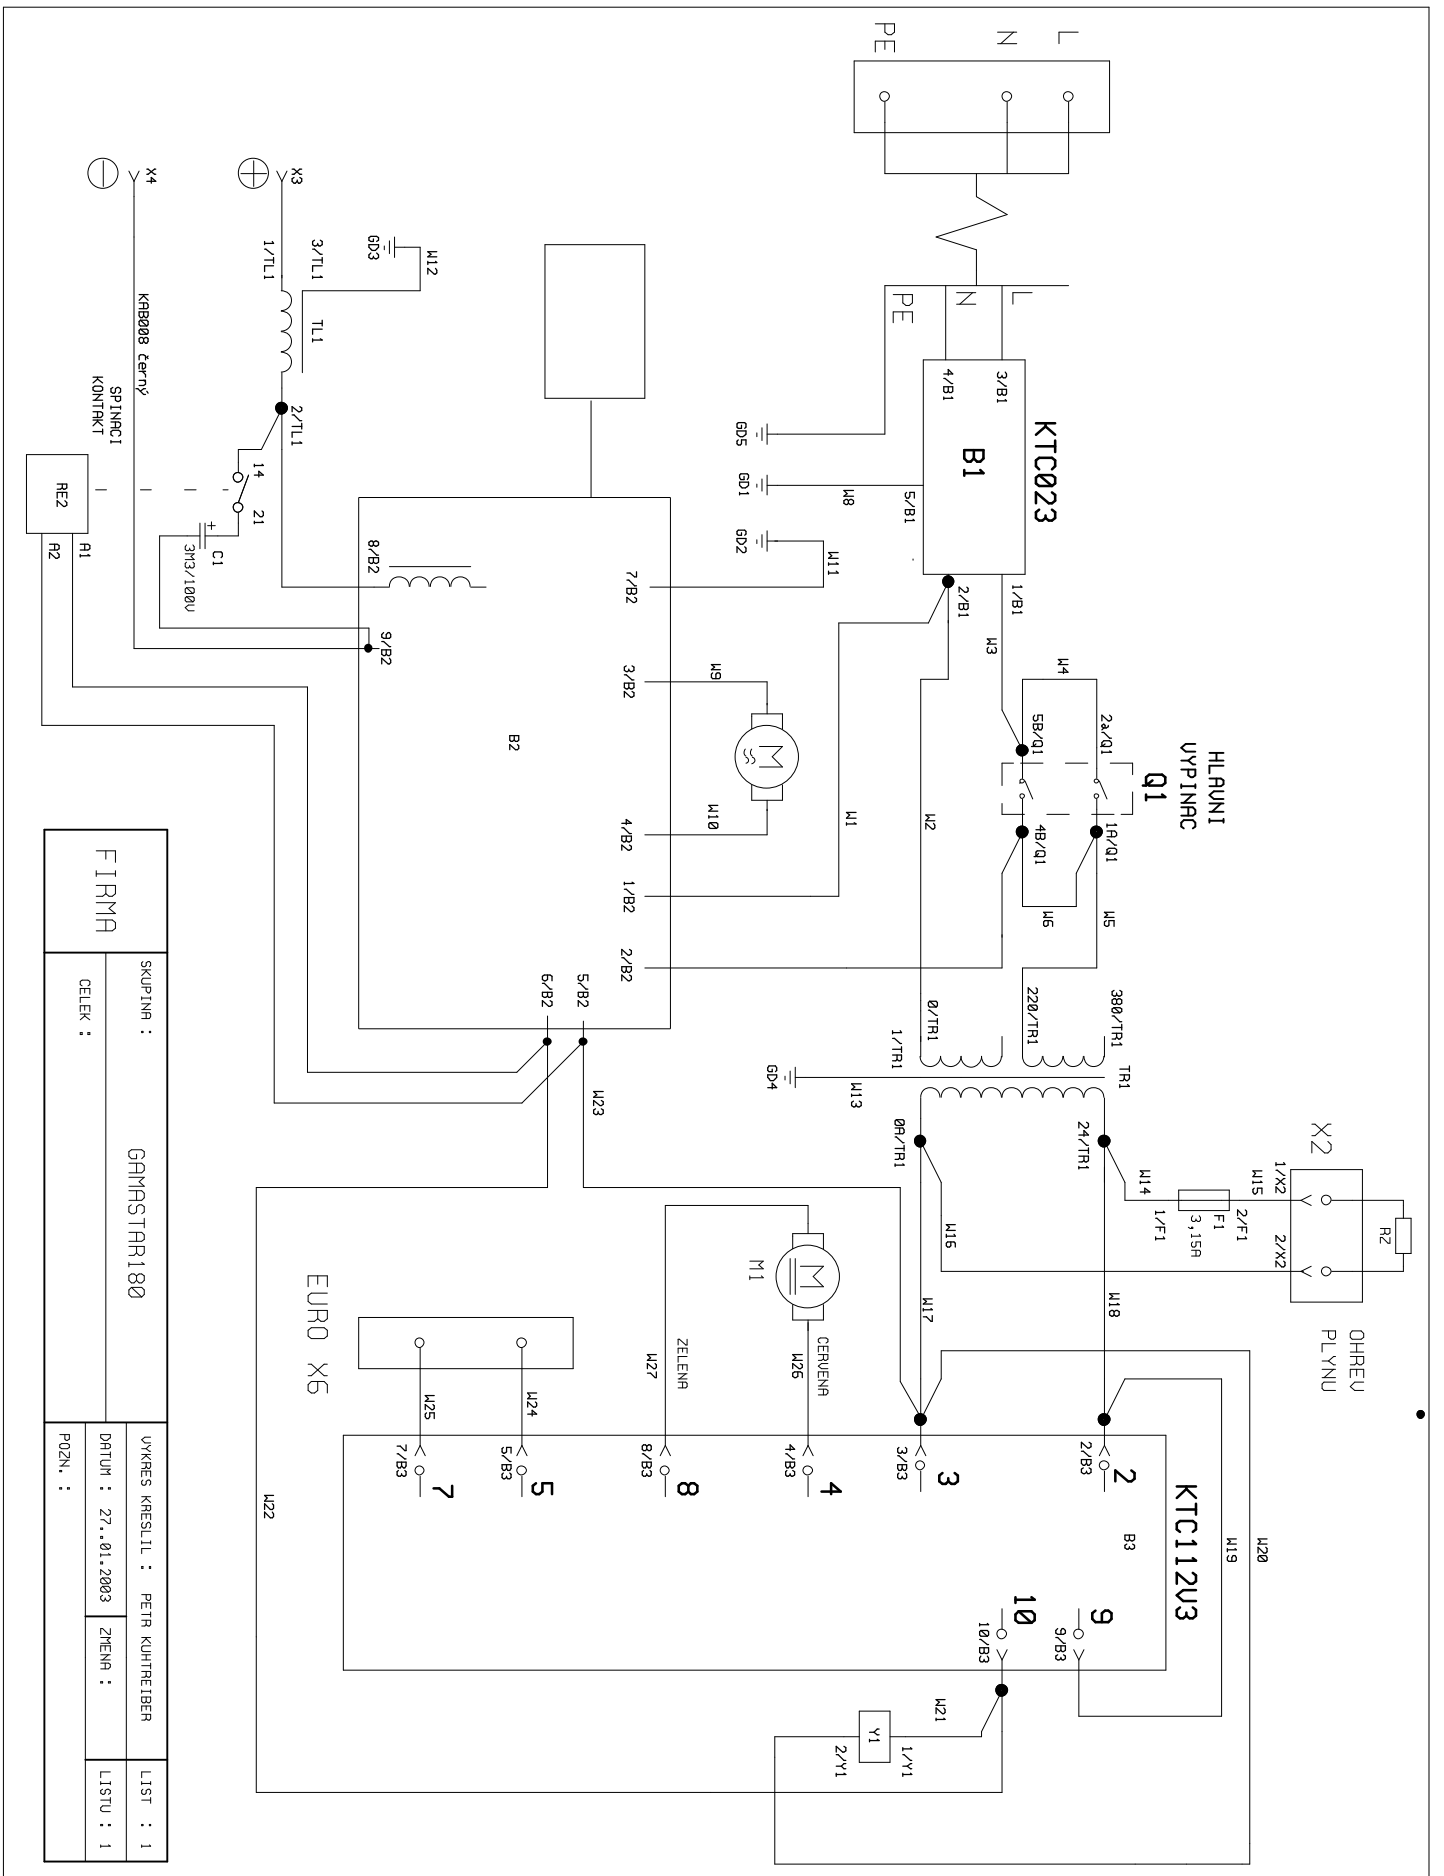 L
N
PE
L
N
PE
KTC023
B1
3/B1
4/B1
5/B1
1/B1
2/B1
GD5
GD1
W8
GD2
W11
W3
W4
W2
W1
HLAVNI
VYPINAC
Q1
2a/Q1
5B/Q1
1A/Q1
4B/Q1
W6
W5
380/TR1
220/TR1
0/TR1
1/TR1
TR1
GD4
W13
24/TR1
0A/TR1
X2
1/X2
2/X2
W15
RZ
OHREV
PLYNU
2/F1
F1
3,15A
1/F1
W14
W16
W17
W18
W20
W19
KTC112V3
B3
2
2/B3
3
3/B3
4
4/B3
8
8/B3
5
5/B3
7
7/B3
9
9/B3
10
10/B3
W21
Y1
1/Y1
2/Y1
M
M1
CERVENA
W26
ZELENA
W27
W24
W25
EURO X6
W22
W23
7/B2
3/B2
4/B2
1/B2
2/B2
5/B2
6/B2
8/B2
9/B2
B2
W9
M
W10
X3
X4
GD3
W12
3/TL1
1/TL1
TL1
2/TL1
KAB008 černý
SPINACI
KONTAKT
14
21
+
C1
3M3/100V
RE2
A1
A2
FIRMA
SKUPINA :
GAMASTAR180
CELEK :
VYKRES KRESLIL : PETR KUHTREIBER
LIST : 1
DATUM : 27..01.2003
ZMENA :
LISTU : 1
POZN. :